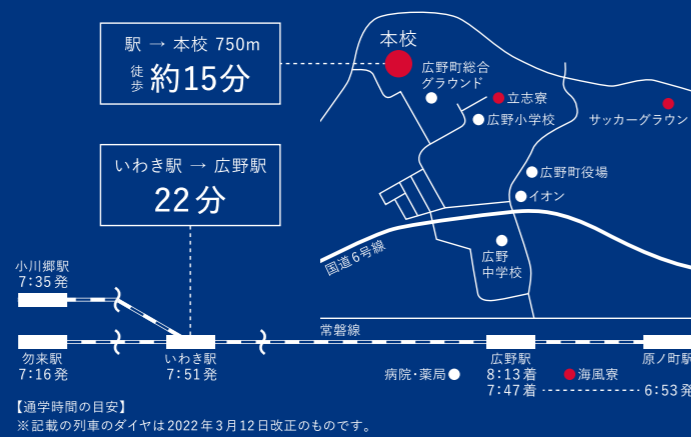 駅 → 本校 750m
徒歩 約15分
本校
広野町総合
グラウンド
立志寮
広野小学校
サッカーグラウン
いわき駅 → 広野駅
22分
広野町役場
イオン
国道6号線
広野
中学校
小川郷駅
7:35発
常磐線
勿来駅
7:16発
いわき駅
7:51発
病院・薬局
広野駅
8:13着
7:47着
海風寮
原ノ町駅
6:53発
【通学時間の目安】
※記載の列車のダイヤは2022年3月12日改正のものです。